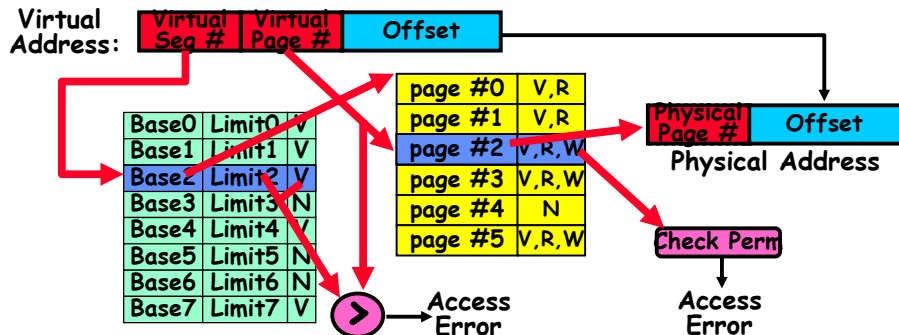 Virtual
Address:
Virtual
Seg #
Virtual
Page #
Offset
page #0 V,R
page #1 V,R
page #2 V,R,W
page #3 V,R,W
page #4 N
page #5 V,R,W
Base0 Limit0 V
Base1 Limit1 V
Base2 Limit2 V
Base3 Limit3 N
Base4 Limit4 V
Base5 Limit5 N
Base6 Limit6 N
Base7 Limit7 V
Physical
Page #
Offset
Physical Address
Check Perm
>
Access
Error
Access
Error